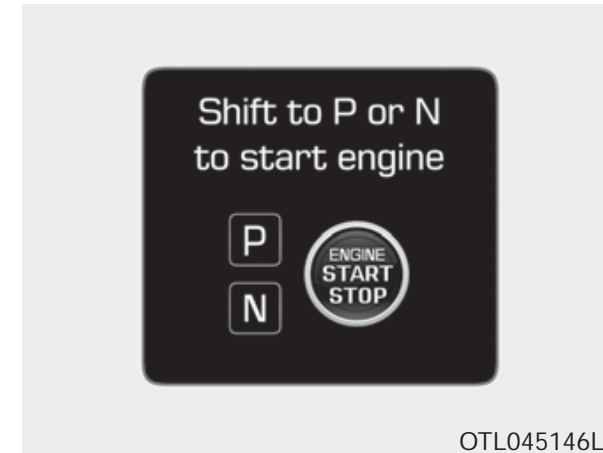 Shift to P or N
to start engine
P
N
ENGINE
START
STOP
OTL045146L